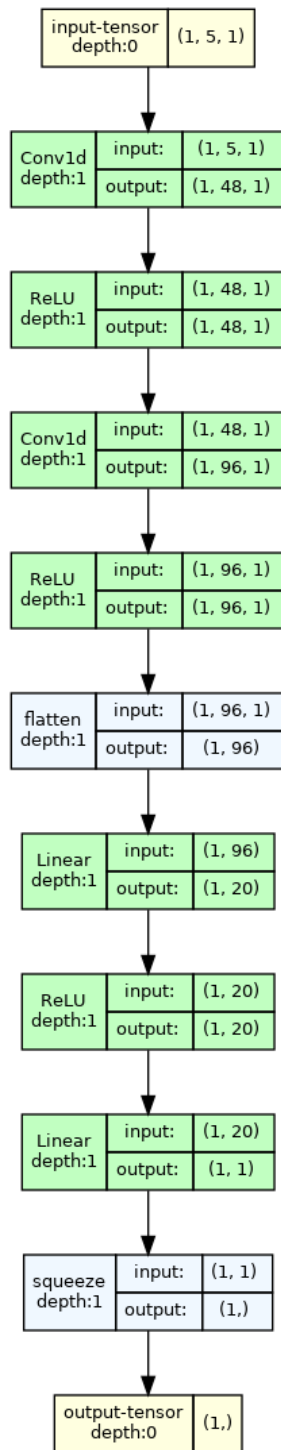 input-tensor
depth:0
(1, 5, 1)
Conv1d
depth:1
input:
(1, 5, 1)
output:
(1, 48, 1)
ReLU
depth:1
input:
(1, 48, 1)
output:
(1, 48, 1)
Conv1d
depth:1
input:
(1, 48, 1)
output:
(1, 96, 1)
ReLU
depth:1
input:
(1, 96, 1)
output:
(1, 96, 1)
flatten
depth:1
input:
(1, 96, 1)
output:
(1, 96)
Linear
depth:1
input:
(1, 96)
output:
(1, 20)
ReLU
depth:1
input:
(1, 20)
output:
(1, 20)
Linear
depth:1
input:
(1, 20)
output:
(1, 1)
squeeze
depth:1
input:
(1, 1)
output:
(1,)
output-tensor
depth:0
(1,)